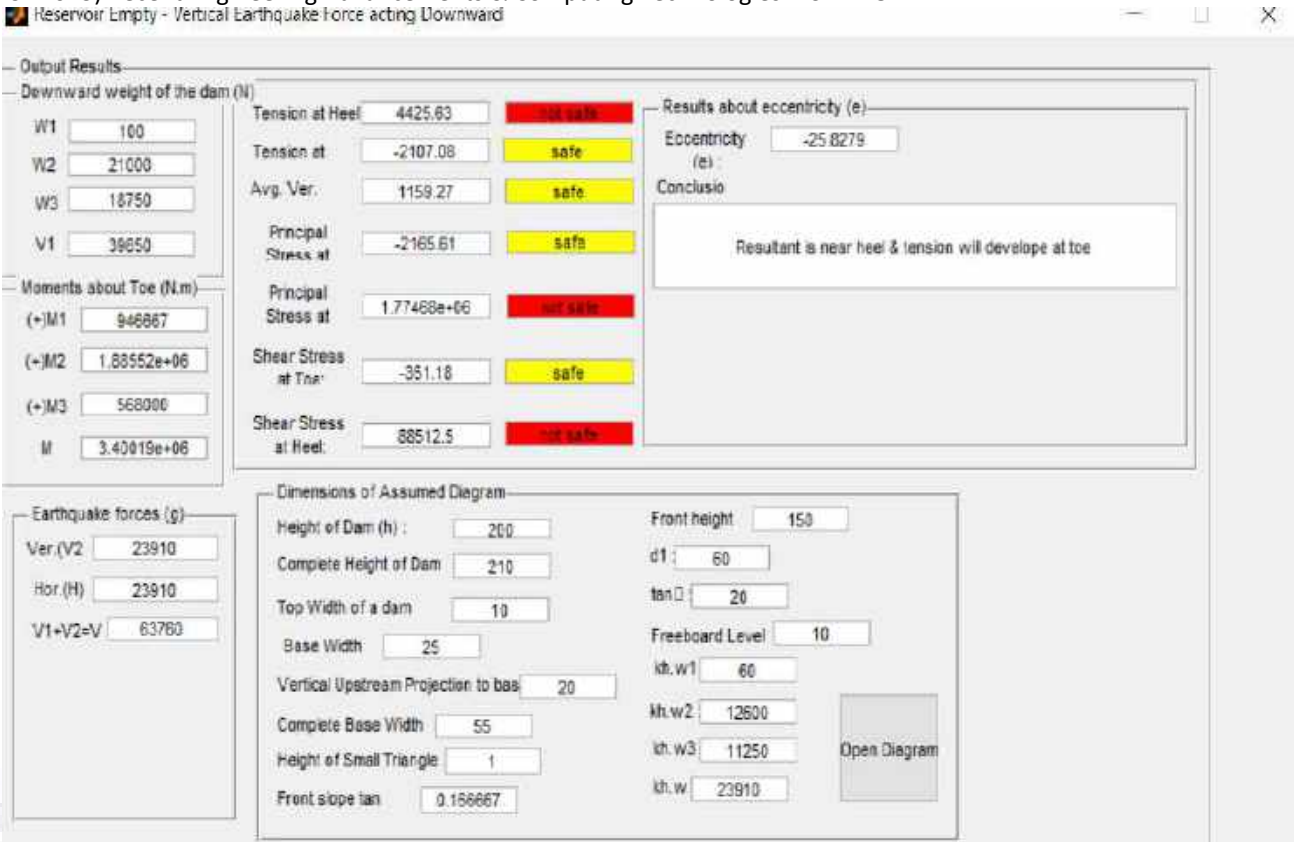 Reservoir Empty - Vertical Earthquake Force acting Downward
Output Results
Downward weight of the dam (N)
W1 100
W2 21000
W3 18750
V1 39850
Moments about Toe (N.m)
(+)M1 946667
(+)M2 1.88552e+06
(+)M3 568000
M 3.40019e+06
Earthquake forces (g)
Ver.(V2 23910
Hor.(H) 23910
V1+V2=V 63760
Tension at Heel 4425.63 not safe
Tension at -2107.08 safe
Avg. Ver. 1159.27 safe
Principal
Stress at -2165.61 safe
Principal
Stress at 1.77468e+06 not safe
Shear Stress
at Toe: -351.18 safe
Shear Stress
at Heel: 88512.5 not safe
Results about eccentricity (e)
Eccentricity
(e) : -25.8279
Conclusio
Resultant is near heel & tension will develope at toe
Dimensions of Assumed Diagram
Height of Dam (h) : 200
Complete Height of Dam 210
Top Width of a dam 10
Base Width 25
Vertical Upstream Projection to bas 20
Complete Base Width 55
Height of Small Triangle 1
Front slope tan 0.166667
Front height 150
d1 : 60
tan□ : 20
Freeboard Level 10
kh.w1 60
kh.w2 12600
kh.w3 11250
kh.w 23910
Open Diagram